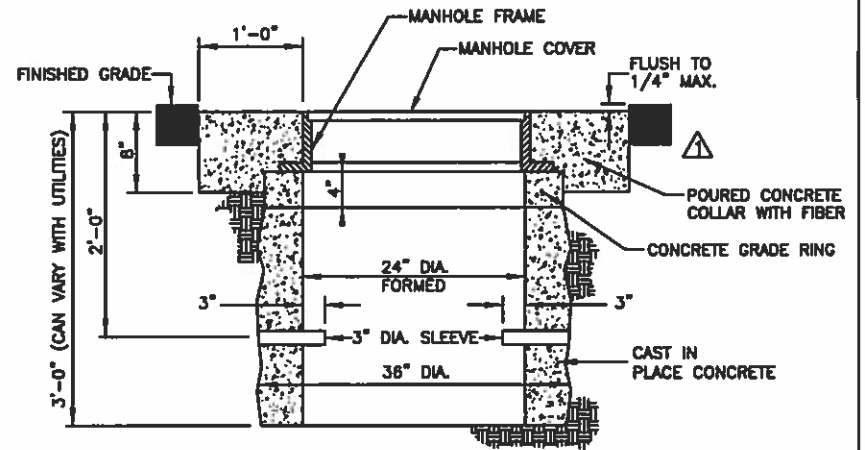 MANHOLE FRAME
1'-0"
MANHOLE COVER
FINISHED GRADE
FLUSH TO
1/4" MAX.
8"
1
4"
POURED CONCRETE
COLLAR WITH FIBER
2'-0"
3'-0" (CAN VARY WITH UTILITIES)
CONCRETE GRADE RING
24" DIA.
FORMED
3"
3"
3" DIA. SLEEVE
36" DIA.
CAST IN
PLACE CONCRETE